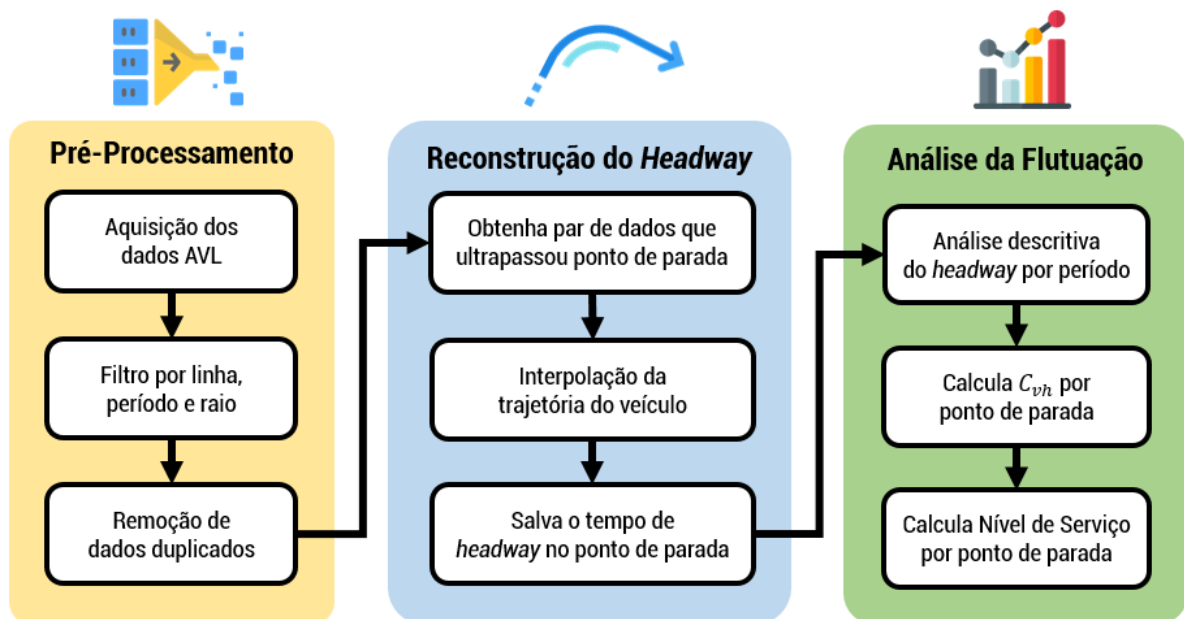 Pré-Processamento
Aquisição dos
dados AVL
Filtro por linha,
período e raio
Remoção de
dados duplicados
Reconstrução do Headway
Obtenha par de dados que
ultrapassou ponto de parada
Interpolação da
trajetória do veículo
Salva o tempo de
headway no ponto de parada
Análise da Flutuação
Análise descritiva
do headway por período
Calcula C_{vh} por
ponto de parada
Calcula Nível de Serviço
por ponto de parada